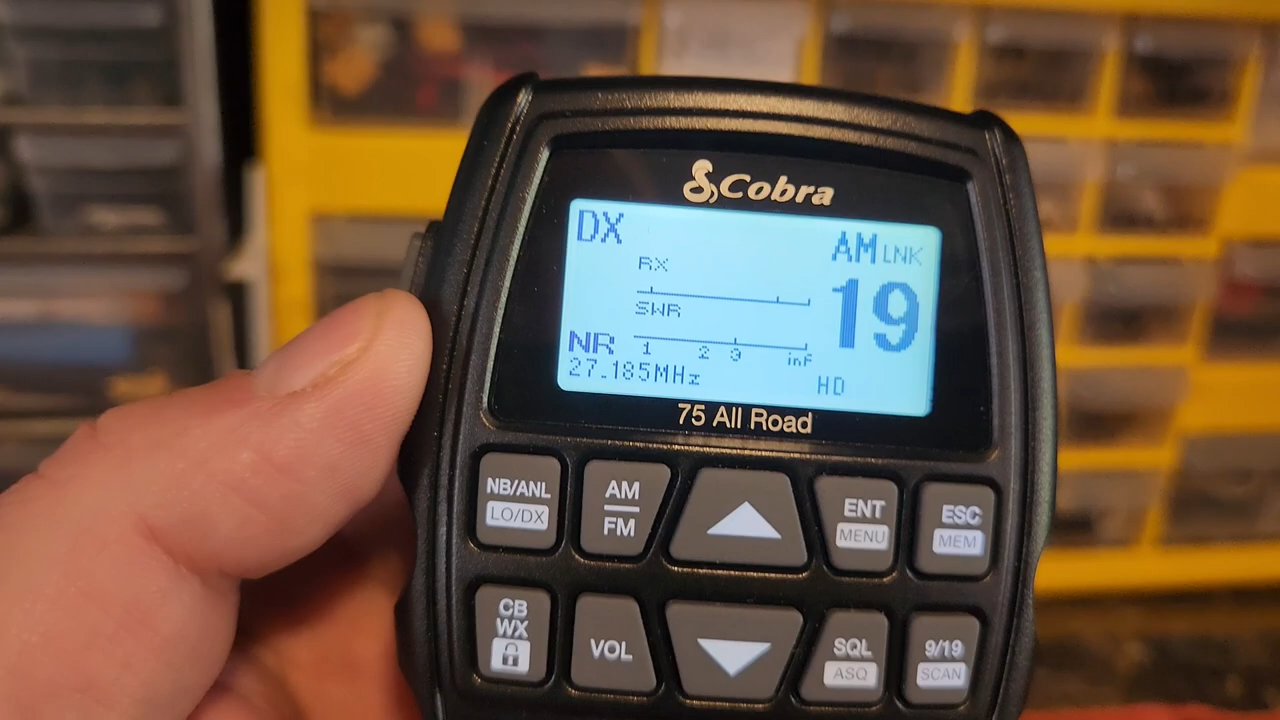 Cobra
DX
AM LNK
RX
19
SWR
NR
1 2 3 inf
27.185MHz
HD
75 All Road
NB/ANL
LO/DX
AM
FM
ENT
MENU
ESC
MEM
CB
WX
VOL
SQL
ASQ
9/19
SCAN